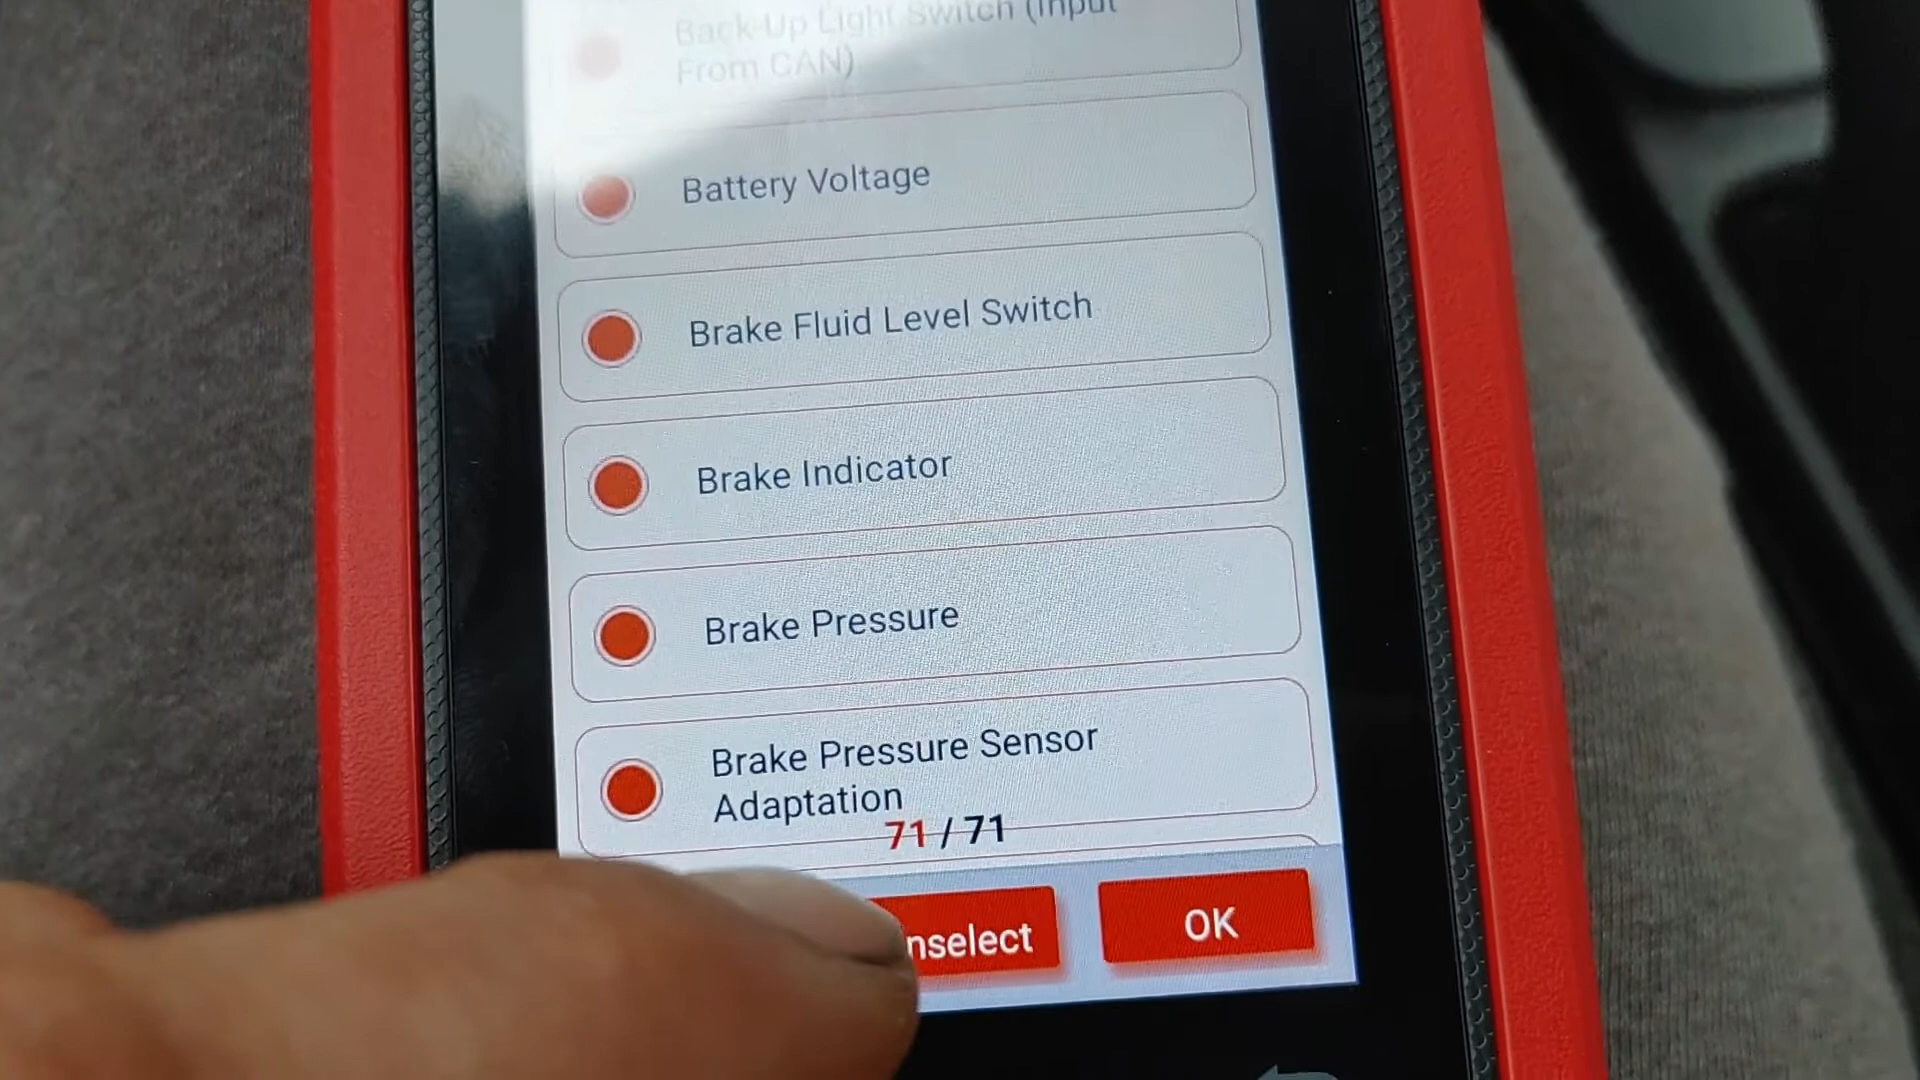 Back-Up Light Switch (Input
From CAN)
Battery Voltage
Brake Fluid Level Switch
Brake Indicator
Brake Pressure
Brake Pressure Sensor
Adaptation
71 / 71
nselect
OK